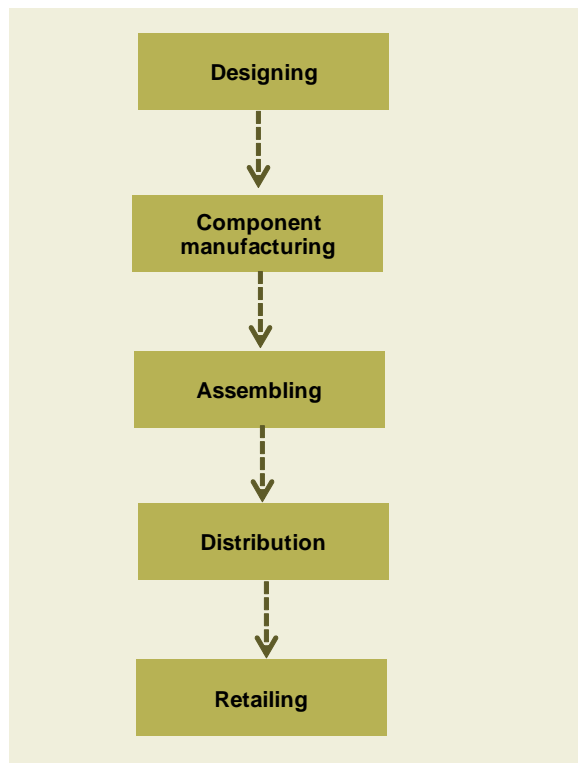 Designing
Component
manufacturing
Assembling
Distribution
Retailing